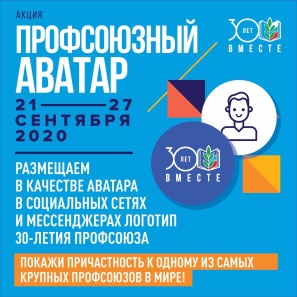 АКЦИЯ
ПРОФСОЮЗНЫЙ
АВАТАР
21 — 27
СЕНТЯБРЯ
2020
30 ЛЕТ
ВМЕСТЕ
30 ЛЕТ
ВМЕСТЕ
РАЗМЕЩАЕМ
В КАЧЕСТВЕ АВАТАРА
В СОЦИАЛЬНЫХ СЕТЯХ
И МЕССЕНДЖЕРАХ ЛОГОТИП
30-ЛЕТИЯ ПРОФСОЮЗА
ПОКАЖИ ПРИЧАСТНОСТЬ К ОДНОМУ ИЗ САМЫХ
КРУПНЫХ ПРОФСОЮЗОВ В МИРЕ!